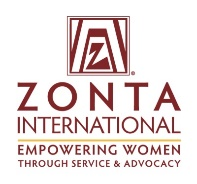 ZONTA
INTERNATIONAL
EMPOWERING WOMEN
THROUGH SERVICE & ADVOCACY